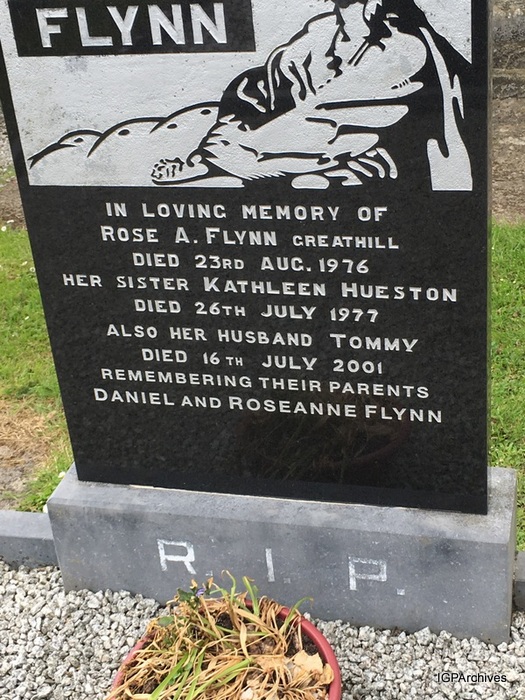 FLYNN
IN LOVING MEMORY OF
ROSE A. FLYNN GREATHILL
DIED 23RD AUG. 1976
HER SISTER KATHLEEN HUESTON
DIED 26TH JULY 1977
ALSO HER HUSBAND TOMMY
DIED 16TH JULY 2001
REMEMBERING THEIR PARENTS
DANIEL AND ROSEANNE FLYNN
R. I. P.
IGPArchives